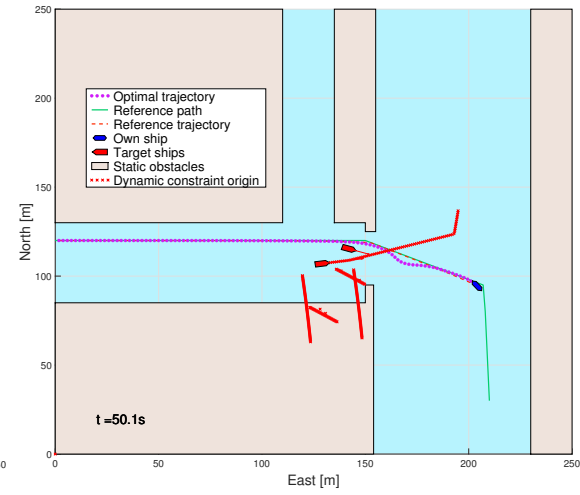 250
200
150
100
50
0
North [m]
Optimal trajectory
Reference path
Reference trajectory
Own ship
Target ships
Static obstacles
Dynamic constraint origin
t =50.1s
0
50
100
150
200
250
East [m]